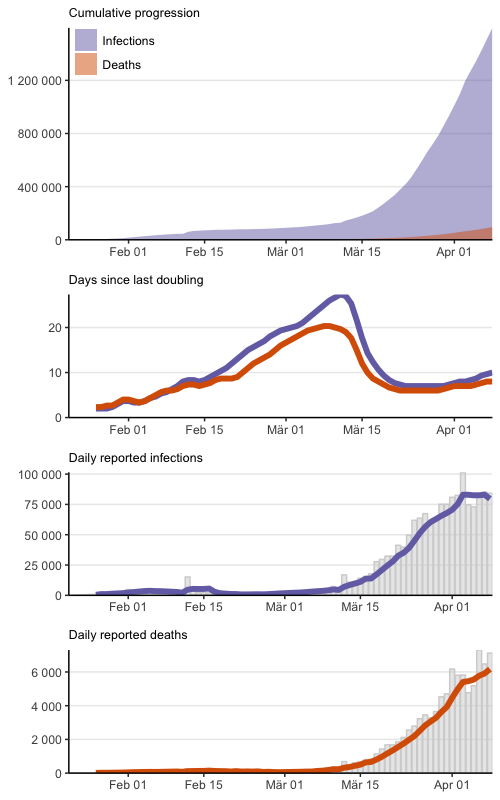 Cumulative progression
Infections
Deaths
1 200 000
800 000
400 000
0
Feb 01 Feb 15 Mär 01 Mär 15 Apr 01
Days since last doubling
20
10
0
Feb 01 Feb 15 Mär 01 Mär 15 Apr 01
Daily reported infections
100 000
75 000
50 000
25 000
0
Feb 01 Feb 15 Mär 01 Mär 15 Apr 01
Daily reported deaths
6 000
4 000
2 000
0
Feb 01 Feb 15 Mär 01 Mär 15 Apr 01